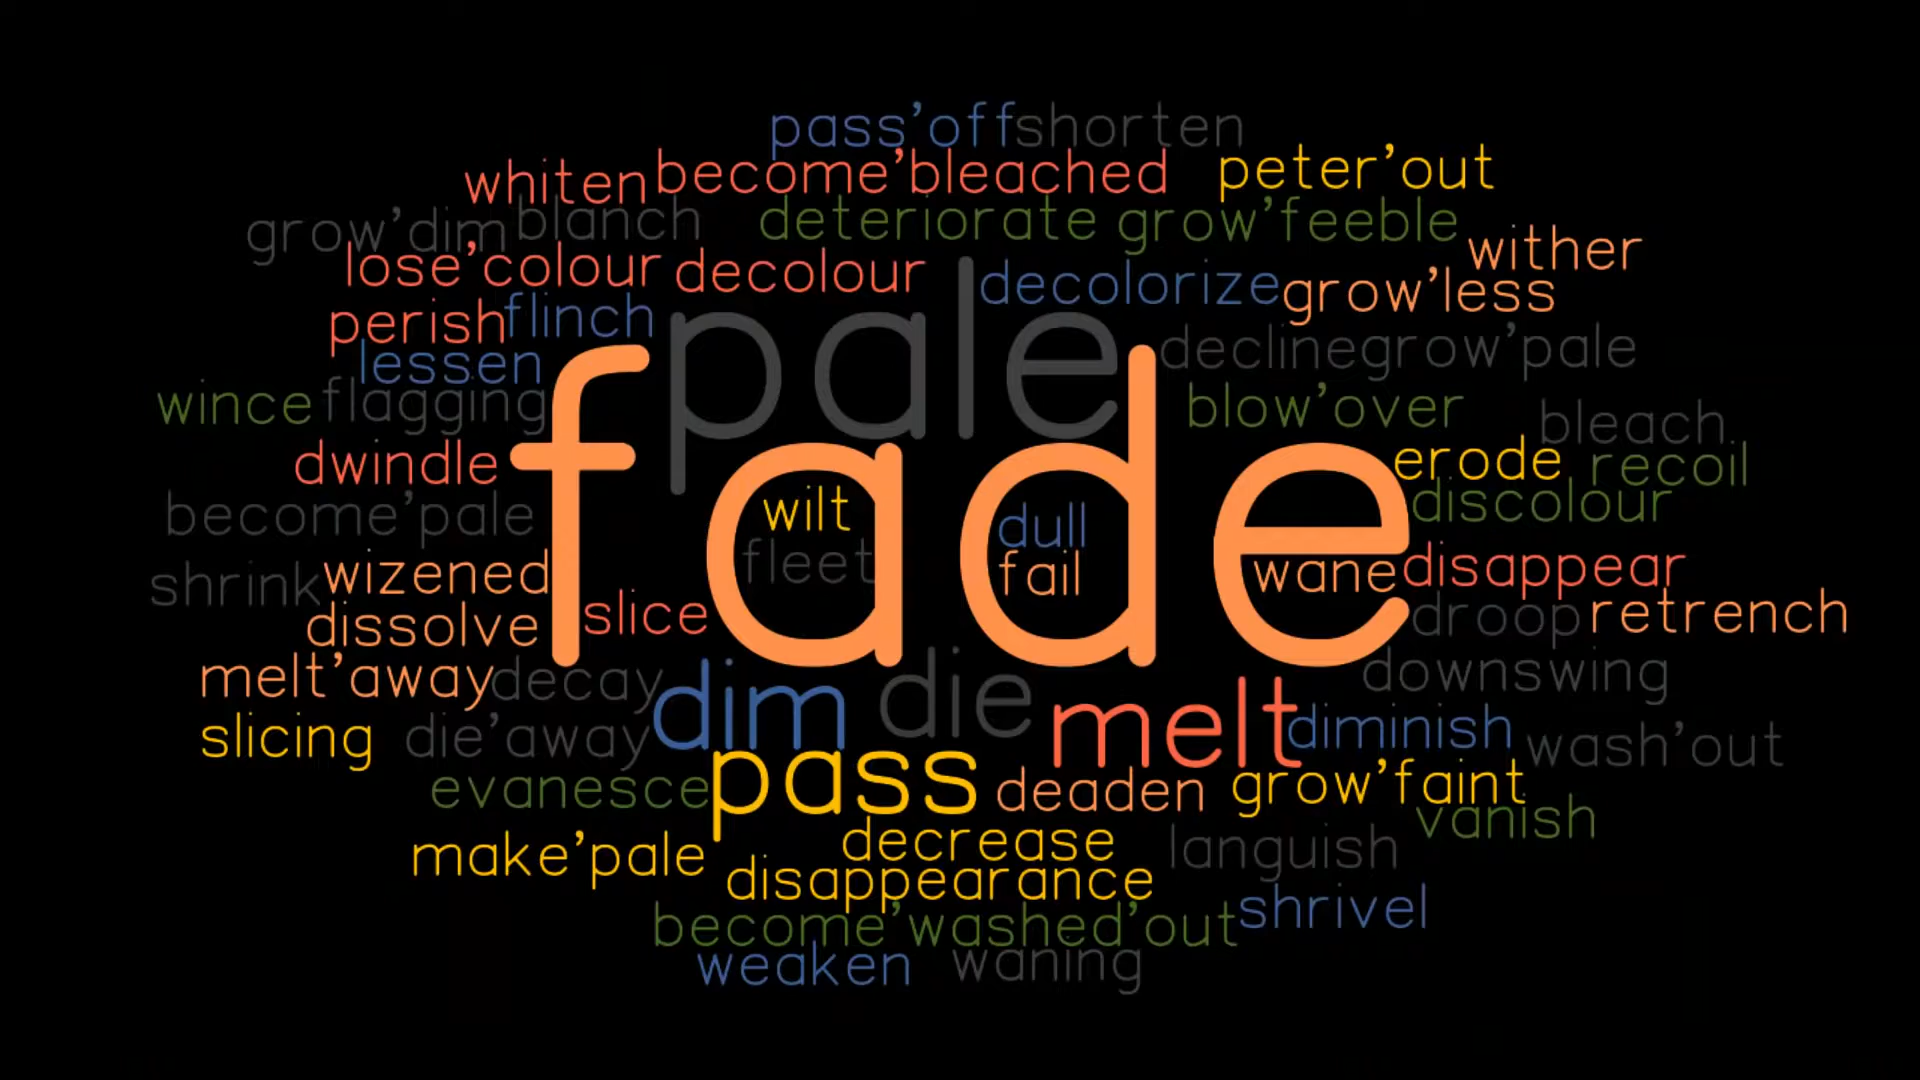 pass'off shorten
whiten become'bleached peter'out
grow'dim blanch deteriorate grow'feeble
lose'colour decolour decolorize grow'less wither
perish flinch pale decline grow'pale
lessen
wince flagging blow'over bleach
dwindle fade erode recoil
become'pale wilt dull discolour
shrink wizened fleet fail wane disappear
dissolve slice droop retrench
melt'away decay dim die melt downswing
slicing die'away diminish wash'out
evanesce pass deaden grow'faint vanish
make'pale decrease languish
disappearance
become'washed'out shrivel
weaken waning